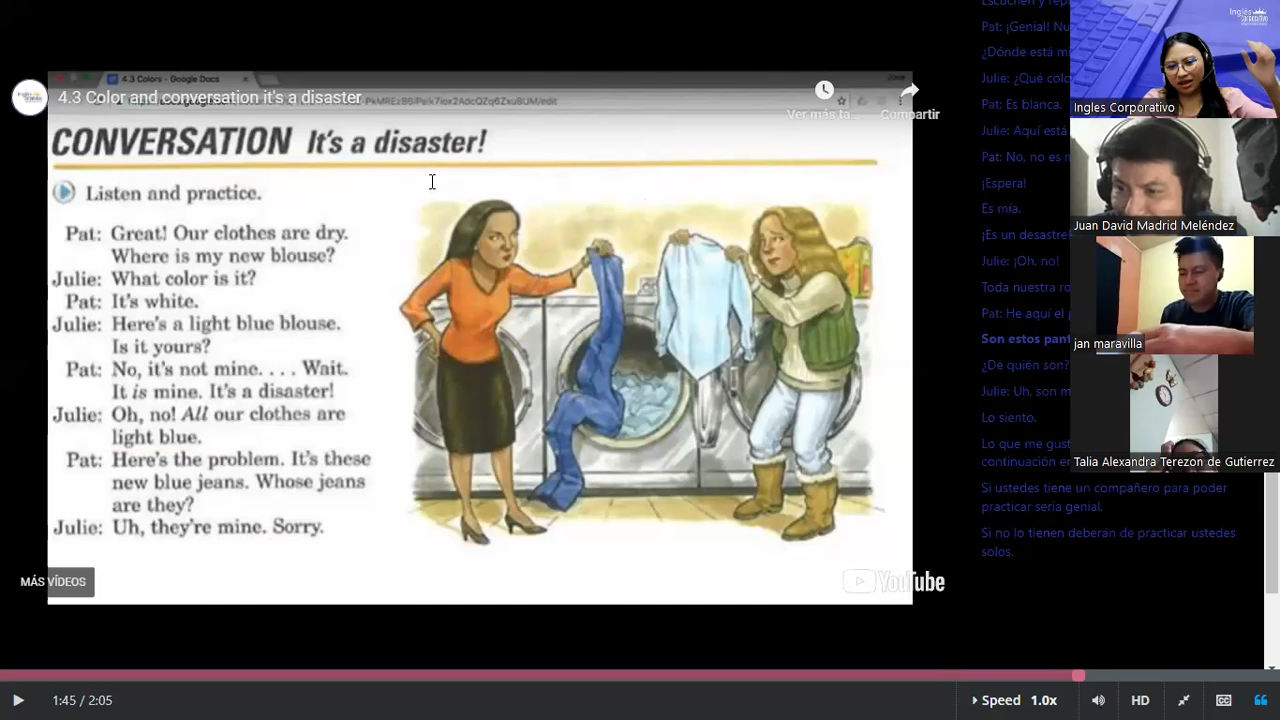 4.3 Colors - Google Docs
4.3 Color and conversation it's a disaster
Ver más ta...
Compartir
CONVERSATION It's a disaster!
Listen and practice.
Pat: Great! Our clothes are dry.
Where is my new blouse?
Julie: What color is it?
Pat: It's white.
Julie: Here's a light blue blouse.
Is it yours?
Pat: No, it's not mine. . . . Wait.
It is mine. It's a disaster!
Julie: Oh, no! All our clothes are
light blue.
Pat: Here's the problem. It's these
new blue jeans. Whose jeans
are they?
Julie: Uh, they're mine. Sorry.
MÁS VÍDEOS
YouTube
Pat: ¡Genial!
¿Dónde está
Julie: ¿Qué
Pat: Es blanca.
Julie: Aquí está
Pat: No, no es
¡Espera!
Es mía.
¡Es un
Julie: ¡Oh, no!
Toda nuestra
Pat: He aquí el
Son estos
¿De quién son?
Julie: Uh, son
Lo siento.
Lo que me
continuación
Si ustedes tiene un compañero para poder
practicar seria genial.
Si no lo tienen deberán de practicar ustedes
solos.
Inglés
Corporativo
Ingles Corporativo
Juan David Madrid Meléndez
jan maravilla
Talia Alexandra Terezon de Gutierrez
1:45 / 2:05
Speed 1.0x
HD
CC